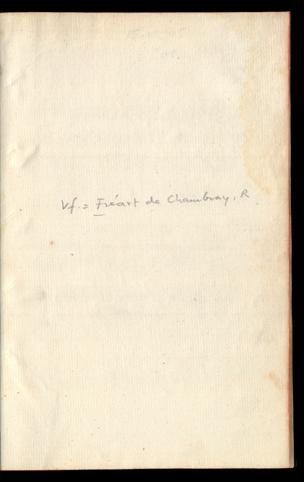 Vf. = Fréart de Chambray, R